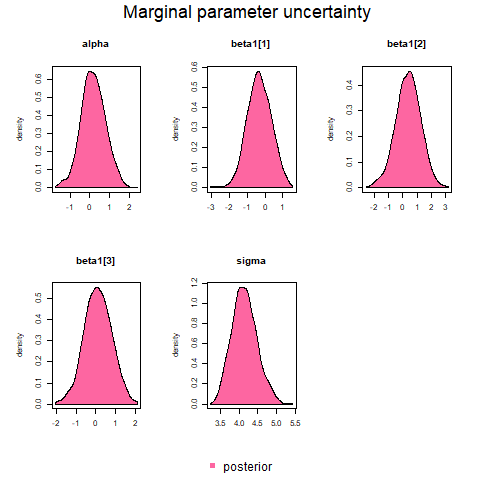 Marginal parameter uncertainty
alpha
beta1[1]
beta1[2]
density
0.0 0.1 0.2 0.3 0.4 0.5 0.6
-1 0 1 2
density
0.0 0.1 0.2 0.3 0.4 0.5 0.6
-3 -2 -1 0 1
density
0.0 0.1 0.2 0.3 0.4
-2 -1 0 1 2 3
beta1[3]
sigma
density
0.0 0.1 0.2 0.3 0.4 0.5
-2 -1 0 1 2
density
0.0 0.2 0.4 0.6 0.8 1.0 1.2
3.5 4.0 4.5 5.0 5.5
posterior